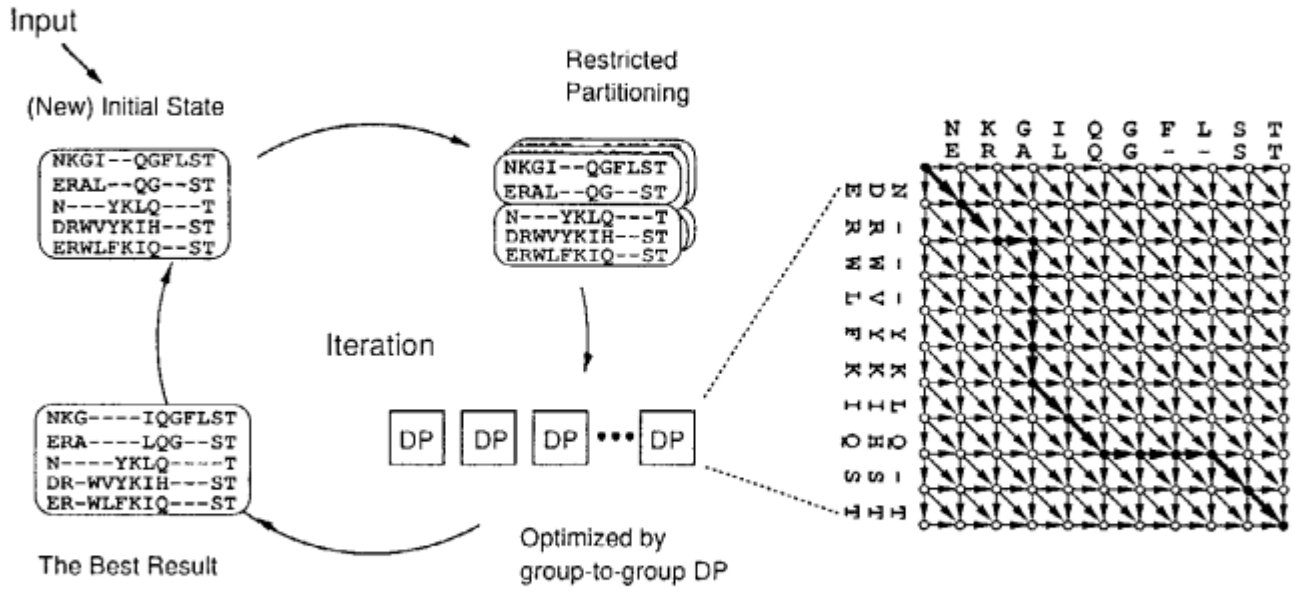 Input
(New) Initial State
NKGI--QGFLST
ERAL--QG--ST
N---YKLQ---T
DRWVYKIH--ST
ERWLFKIQ--ST
Restricted
Partitioning
NKGI--QGFLST
ERAL--QG--ST
N---YKLQ---T
DRWVYKIH--ST
ERWLFKIQ--ST
Iteration
DP DP DP ••• DP
Optimized by
group-to-group DP
NKG----IQGFLST
ERA----LQG--ST
N----YKLQ----T
DR-WVYKIH---ST
ER-WLFKIQ---ST
The Best Result
N K G I Q G F L S T
E R A L Q G - - S T
N - - - Y K L Q - T
D R W V Y K I H S T
E R W L F K I Q S T